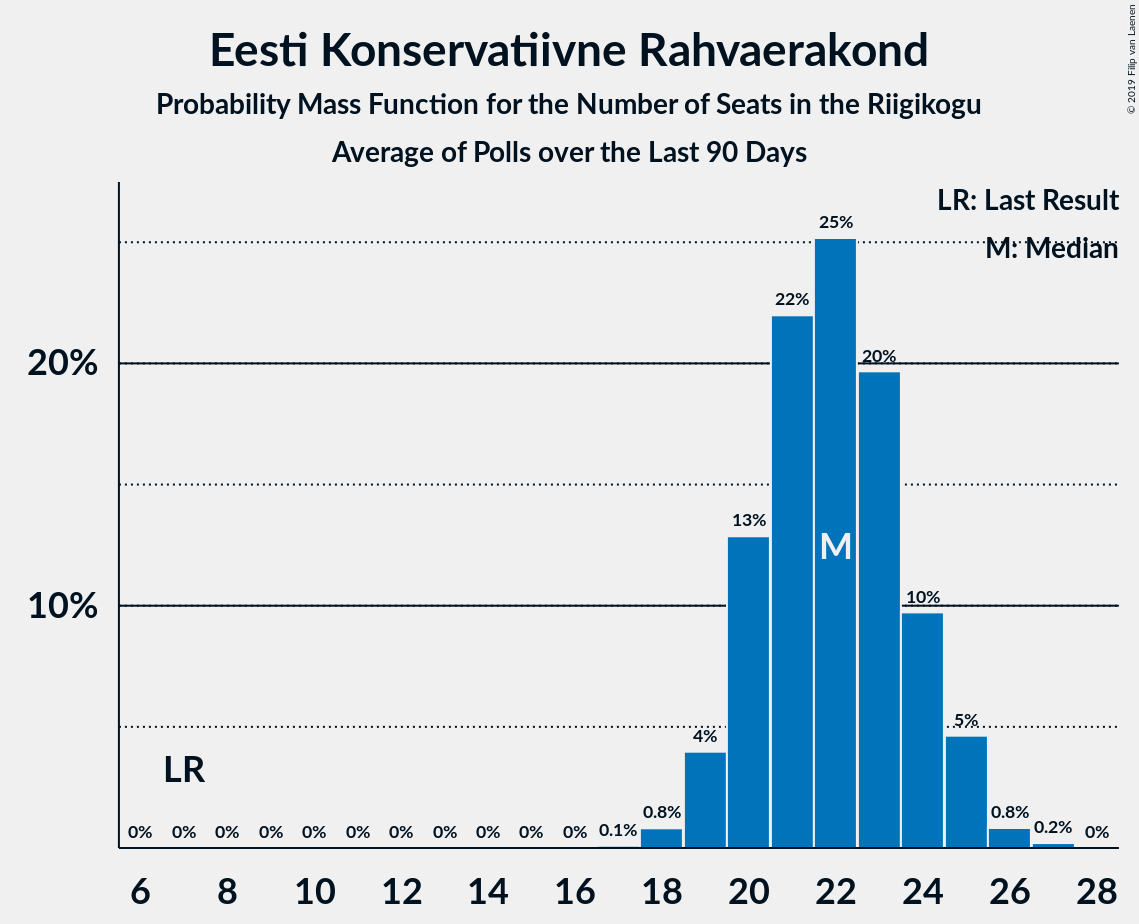 Eesti Konservatiivne Rahvaerakond
Probability Mass Function for the Number of Seats in the Riigikogu
Average of Polls over the Last 90 Days
© 2019 Filip van Laenen
LR: Last Result
M: Median
25%
22%
20%
20%
13%
M
10%
10%
5%
4%
LR
0% 0% 0% 0% 0% 0% 0% 0% 0% 0% 0% 0.1% 0.8% 0.8% 0.2% 0%
6 8 10 12 14 16 18 20 22 24 26 28